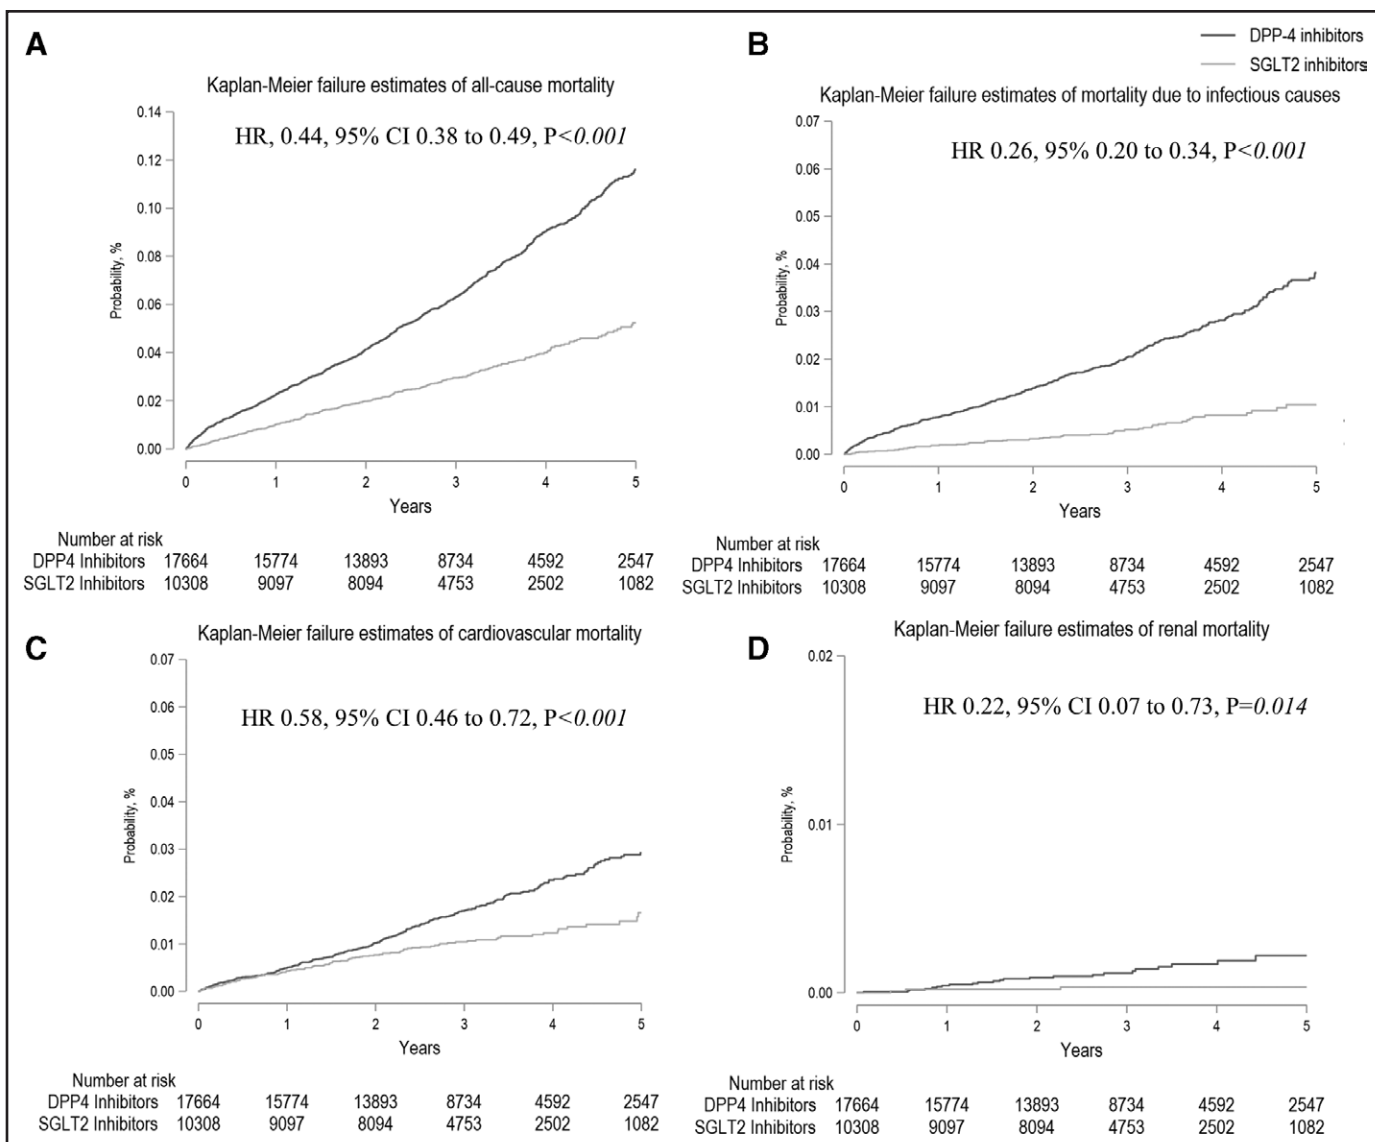 A
Kaplan-Meier failure estimates of all-cause mortality
HR, 0.44, 95% CI 0.38 to 0.49, P<0.001
0.14
0.12
0.10
0.08
0.06
0.04
0.02
0.00
Probability, %
0 1 2 3 4 5
Years
Number at risk
DPP4 Inhibitors 17664 15774 13893 8734 4592 2547
SGLT2 Inhibitors 10308 9097 8094 4753 2502 1082
B
DPP-4 inhibitors
SGLT2 inhibitors
Kaplan-Meier failure estimates of mortality due to infectious causes
HR 0.26, 95% 0.20 to 0.34, P<0.001
0.07
0.06
0.05
0.04
0.03
0.02
0.01
0.00
Probability, %
0 1 2 3 4 5
Years
Number at risk
DPP4 Inhibitors 17664 15774 13893 8734 4592 2547
SGLT2 Inhibitors 10308 9097 8094 4753 2502 1082
C
Kaplan-Meier failure estimates of cardiovascular mortality
HR 0.58, 95% CI 0.46 to 0.72, P<0.001
0.07
0.06
0.05
0.04
0.03
0.02
0.01
0.00
Probability, %
0 1 2 3 4 5
Years
Number at risk
DPP4 Inhibitors 17664 15774 13893 8734 4592 2547
SGLT2 Inhibitors 10308 9097 8094 4753 2502 1082
D
Kaplan-Meier failure estimates of renal mortality
HR 0.22, 95% CI 0.07 to 0.73, P=0.014
0.02
0.01
0.00
Probability, %
0 1 2 3 4 5
Years
Number at risk
DPP4 Inhibitors 17664 15774 13893 8734 4592 2547
SGLT2 Inhibitors 10308 9097 8094 4753 2502 1082